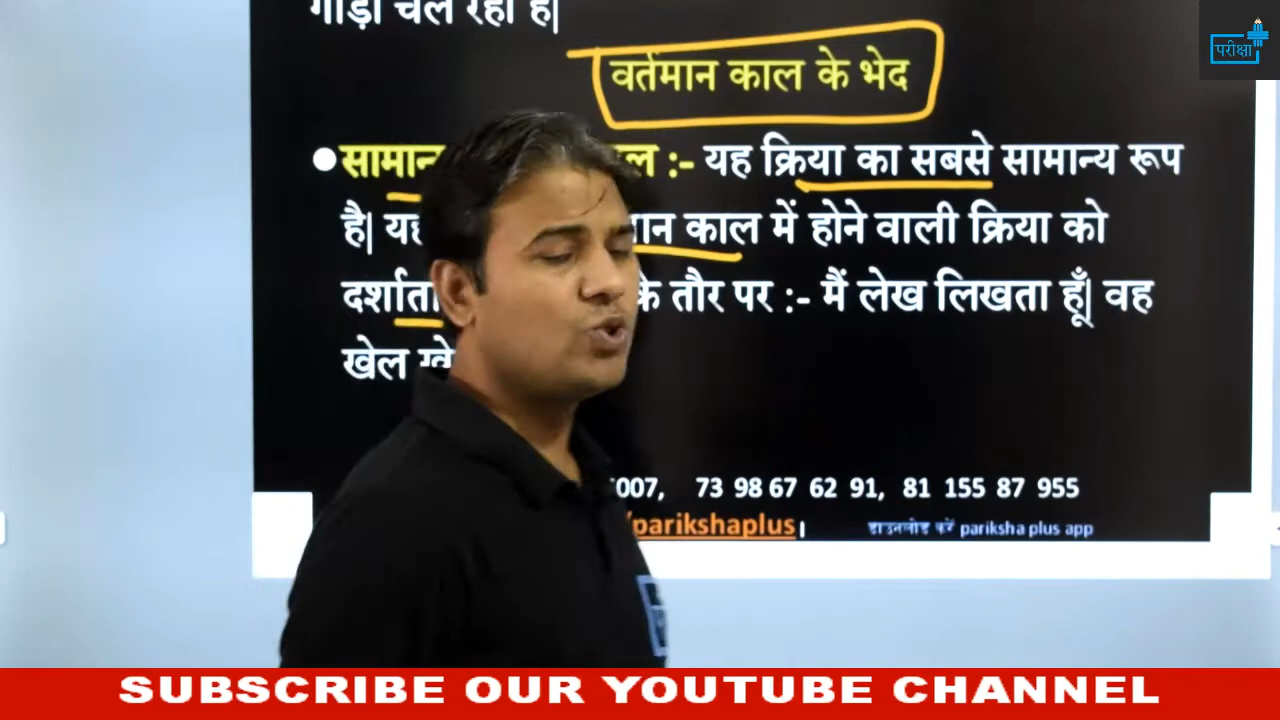 गाड़ी चल रही है|
परीक्षा
वर्तमान काल के भेद
सामान :- यह क्रिया का सबसे सामान्य रूप
है| यह काल में होने वाली क्रिया को
दर्शाता के तौर पर :- मैं लेख लिखता हूँ| वह
खेल
007, 73 98 67 62 91, 81 155 87 955
/parikshaplus| डाउनलोड करें pariksha plus app
SUBSCRIBE OUR YOUTUBE CHANNEL